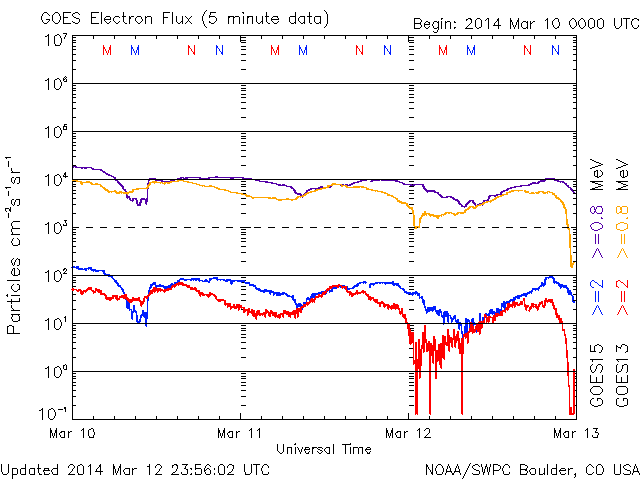 GOES Electron Flux (5 minute data)
Begin: 2014 Mar 10 0000 UTC
M M N N M M N N M M N N
10⁷
10⁶
10⁵
10⁴
10³
10²
10¹
10⁰
10⁻¹
Particles cm⁻²s⁻¹sr⁻¹
Mar 10 Mar 11 Mar 12 Mar 13
Universal Time
GOES15 >=2 >=0.8 MeV
GOES13 >=2 >=0.8 MeV
Updated 2014 Mar 12 23:56:02 UTC
NOAA/SWPC Boulder, CO USA